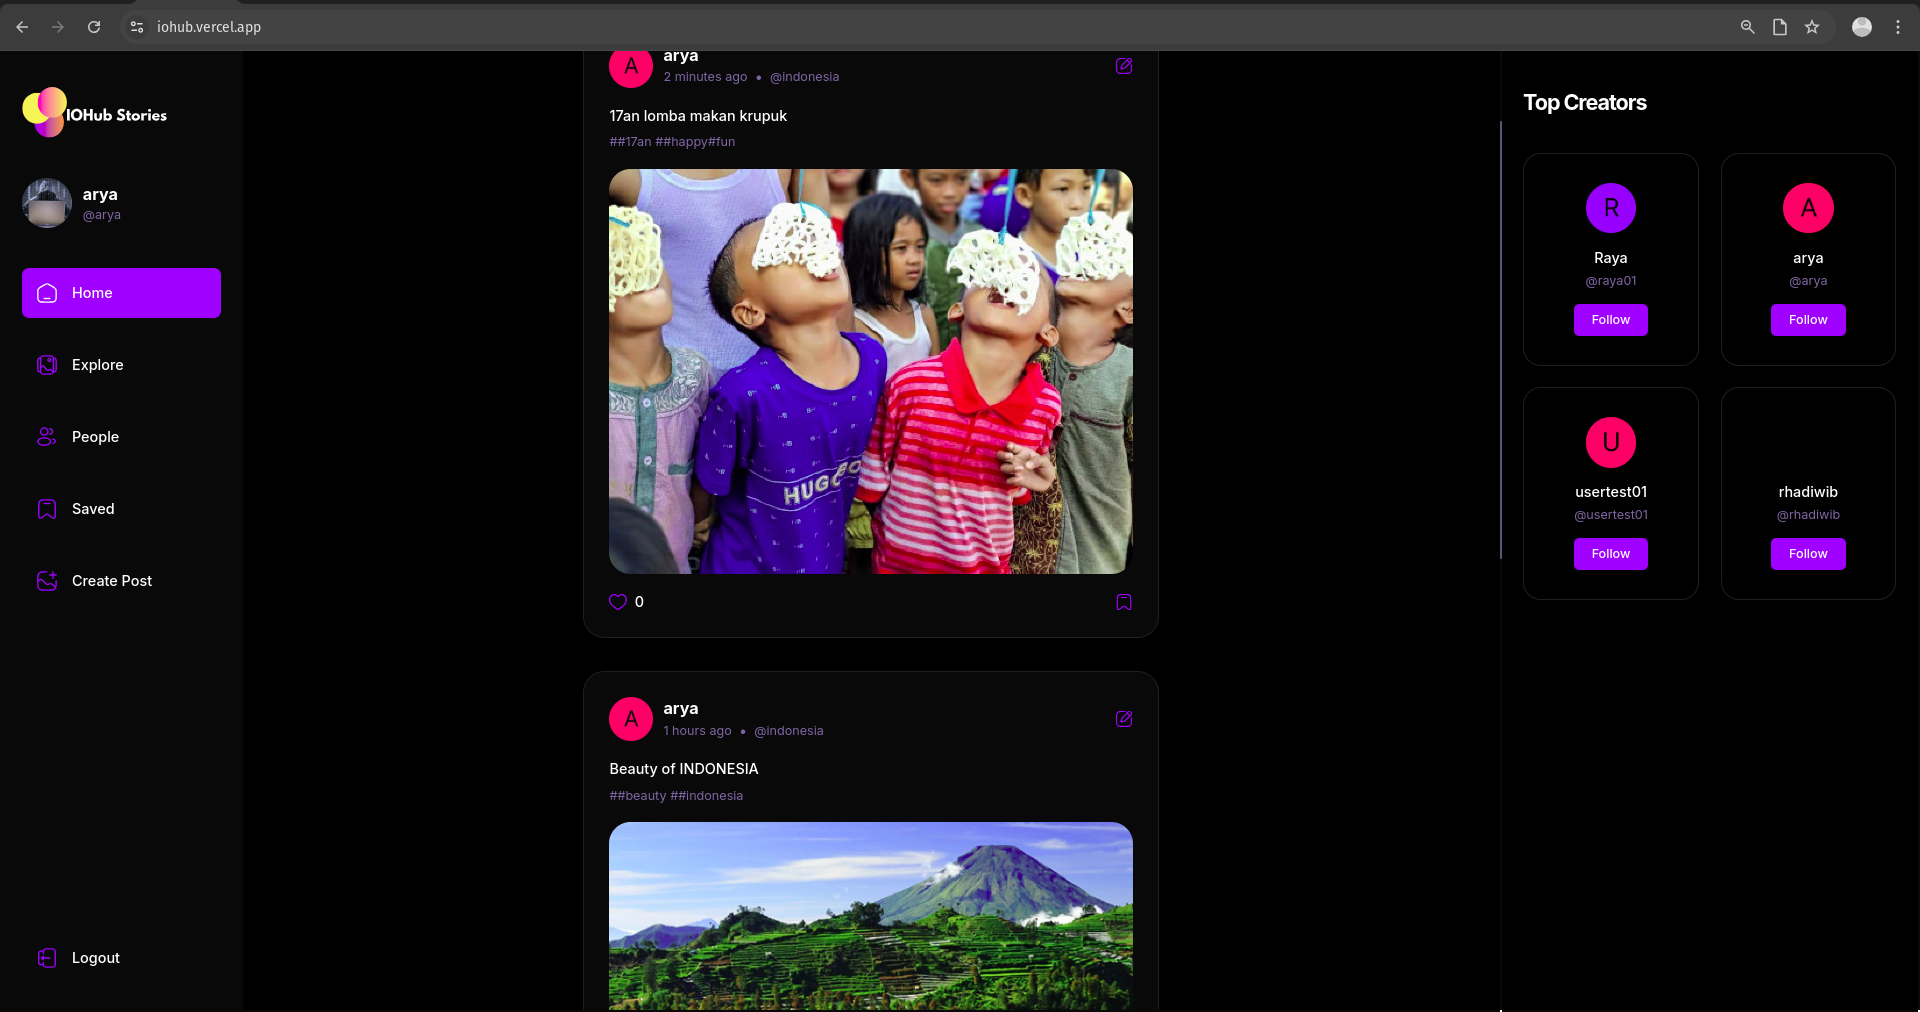 iohub.vercel.app
IOHub Stories
arya
@arya
Home
Explore
People
Saved
Create Post
Logout
A
arya
2 minutes ago • @indonesia
17an lomba makan krupuk
##17an ##happy#fun
HUGO
0
A
arya
1 hours ago • @indonesia
Beauty of INDONESIA
##beauty ##indonesia
Top Creators
R
Raya
@raya01
Follow
A
arya
@arya
Follow
U
usertest01
@usertest01
Follow
rhadiwib
@rhadiwib
Follow